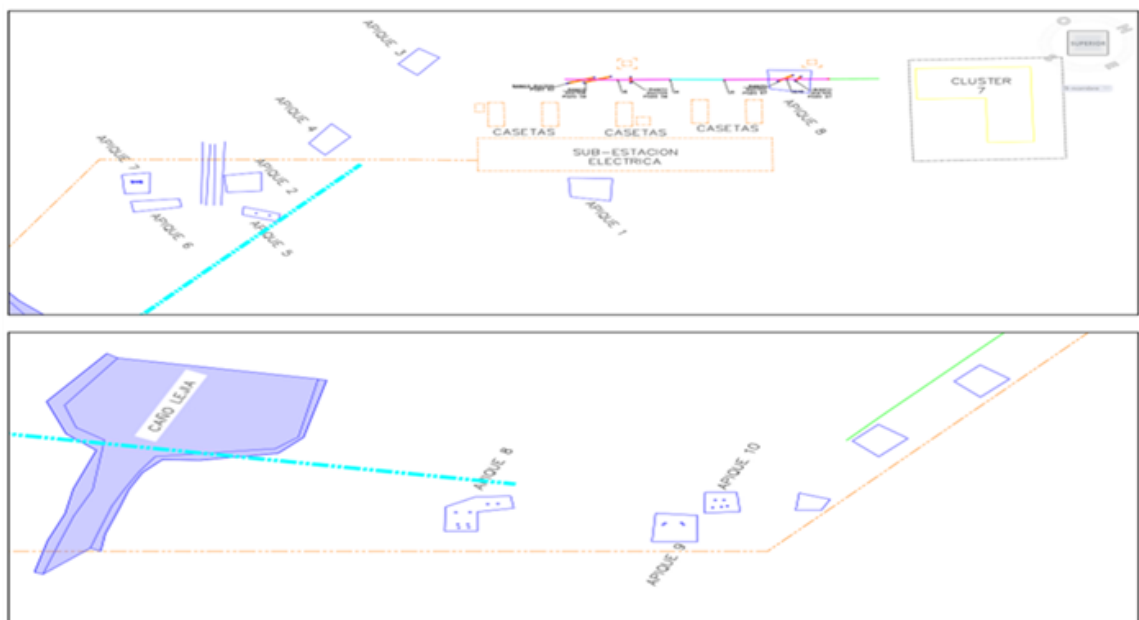 APIQUE 3
SUPERIOR
CLUSTER
7
APIQUE 4
APIQUE 8
CASETAS
CASETAS
CASETAS
SUB-ESTACION
ELECTRICA
APIQUE 7
APIQUE 2
APIQUE 1
APIQUE 6
APIQUE 5
CAÑO LEJIA
APIQUE 8
APIQUE 10
APIQUE 9